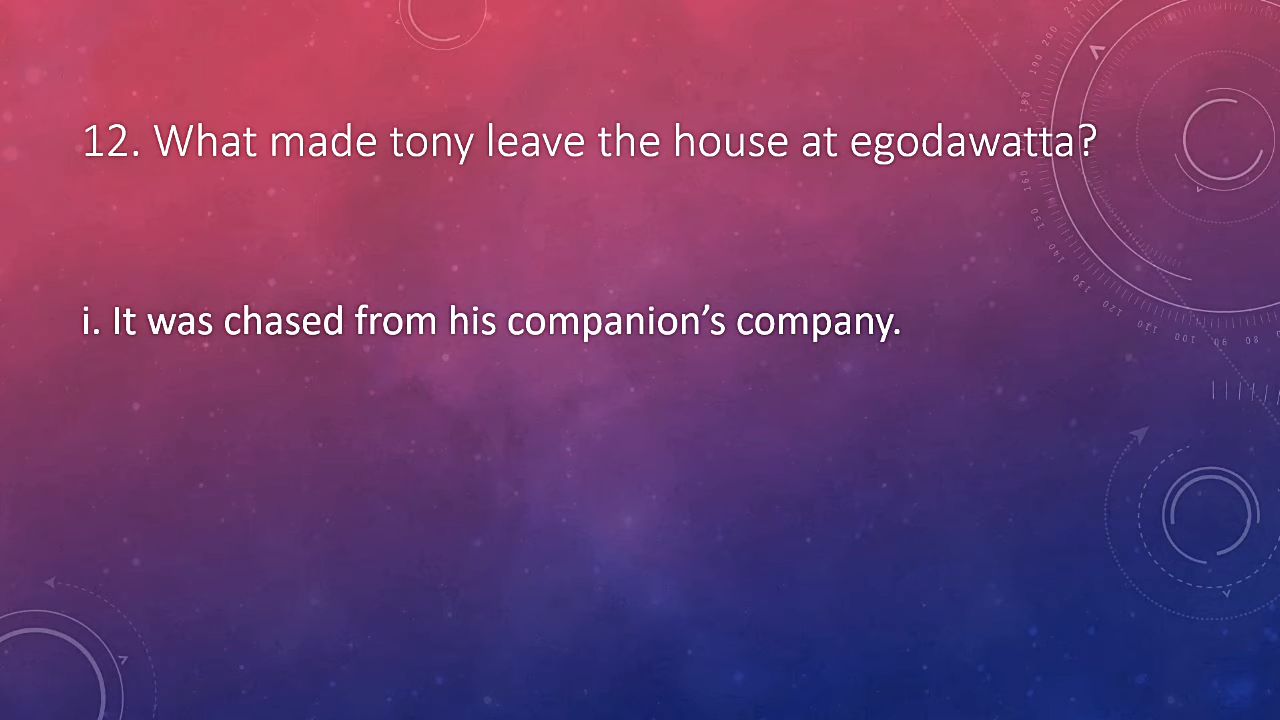 12. What made tony leave the house at egodawatta?
i. It was chased from his companion’s company.